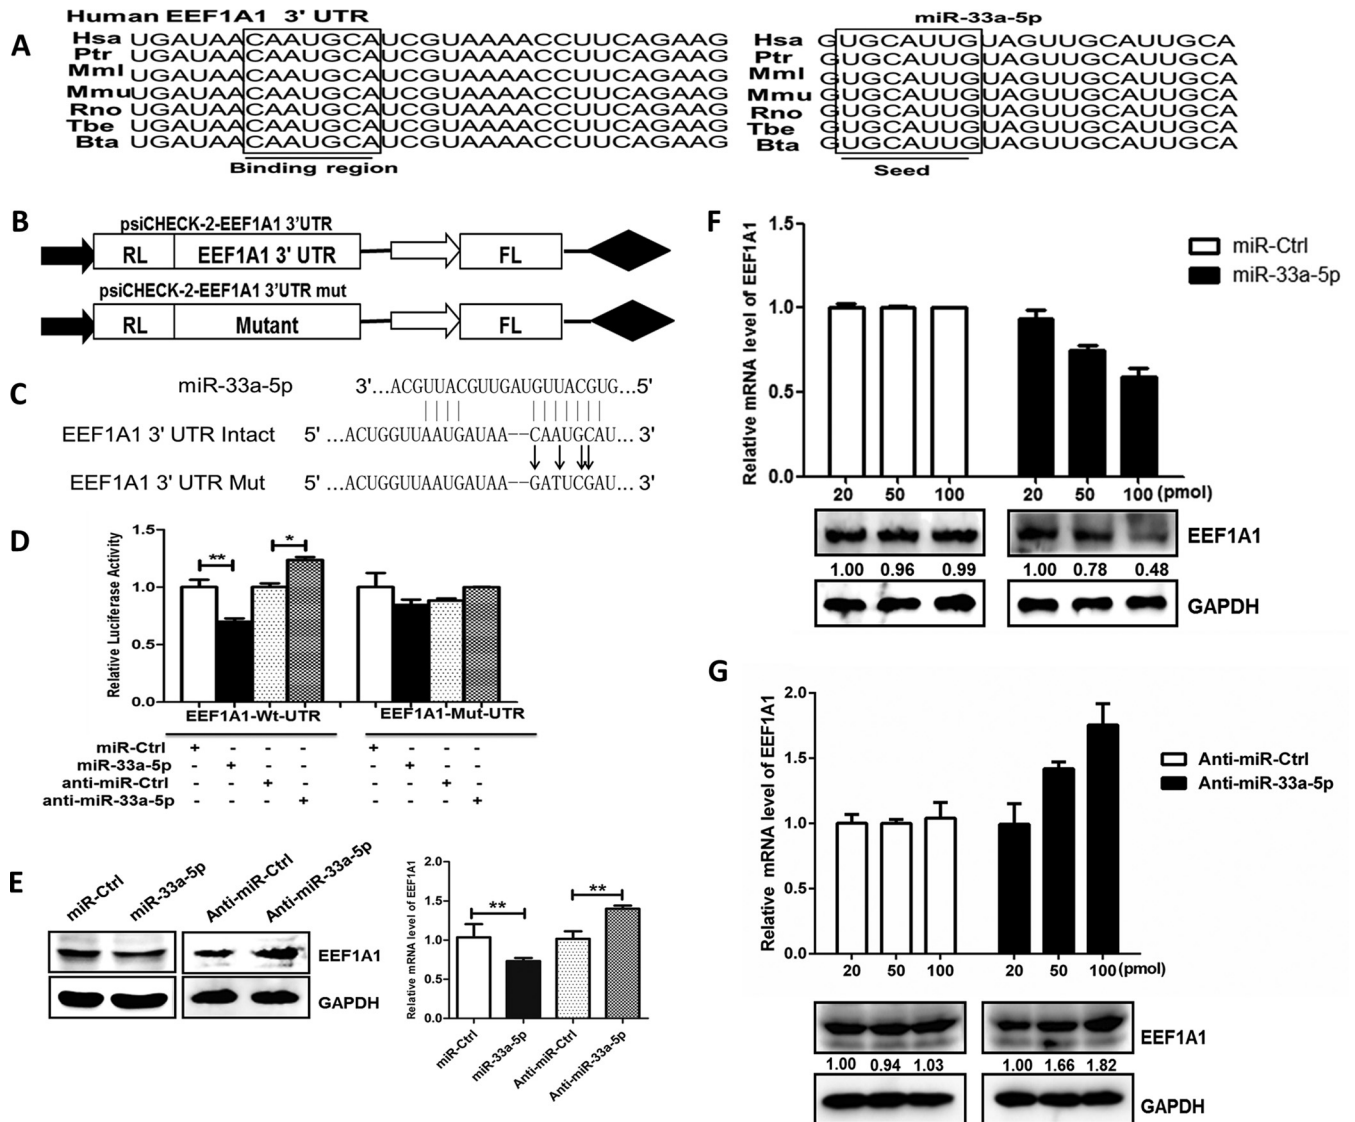 A
Human EEF1A1 3' UTR
Hsa UGAUAACAAUGCAUCGUAAAACCUUCAGAAG
Ptr UGAUAACAAUGCAUCGUAAAACCUUCAGAAG
Mml UGAUAACAAUGCAUCGUAAAACCUUCAGAAG
Mmu UGAUAACAAUGCAUCGUAAAACCUUCAGAAG
Rno UGAUAACAAUGCAUCGUAAAACCUUCAGAAG
Tbe UGAUAACAAUGCAUCGUAAAACCUUCAGAAG
Bta UGAUAACAAUGCAUCGUAAAACCUUCAGAAG
Binding region
miR-33a-5p
Hsa GUGCAUUGUAGUUGCAUUGCA
Ptr GUGCAUUGUAGUUGCAUUGCA
Mml GUGCAUUGUAGUUGCAUUGCA
Mmu GUGCAUUGUAGUUGCAUUGCA
Rno GUGCAUUGUAGUUGCAUUGCA
Tbe GUGCAUUGUAGUUGCAUUGCA
Bta GUGCAUUGUAGUUGCAUUGCA
Seed
B
psiCHECK-2-EEF1A1 3'UTR
RL EEF1A1 3' UTR FL
psiCHECK-2-EEF1A1 3'UTR mut
RL Mutant FL
C
miR-33a-5p 3'...ACGUUACGUUGAUGUUACGUG...5'
EEF1A1 3' UTR Intact 5' ...ACUGGUUAAUGAUAA--CAAUGCAU... 3'
EEF1A1 3' UTR Mut 5' ...ACUGGUUAAUGAUAA--GATUCGAU... 3'
D
Relative Luciferase Activity
1.5
1.0
0.5
0.0
** *
EEF1A1-Wt-UTR EEF1A1-Mut-UTR
miR-Ctrl + - - - + - - -
miR-33a-5p - + - - - + - -
anti-miR-Ctrl - - + - - - + -
anti-miR-33a-5p - - - + - - - +
E
miR-Ctrl miR-33a-5p Anti-miR-Ctrl Anti-miR-33a-5p
EEF1A1
GAPDH
Relative mRNA level of EEF1A1
2.0
1.5
1.0
0.5
0.0
** **
miR-Ctrl miR-33a-5p Anti-miR-Ctrl Anti-miR-33a-5p
F
Relative mRNA level of EEF1A1
1.5
1.0
0.5
0.0
miR-Ctrl
miR-33a-5p
20 50 100 20 50 100 (pmol)
EEF1A1
1.00 0.96 0.99 1.00 0.78 0.48
GAPDH
G
Relative mRNA level of EEF1A1
2.0
1.5
1.0
0.5
0.0
Anti-miR-Ctrl
Anti-miR-33a-5p
20 50 100 20 50 100 (pmol)
EEF1A1
1.00 0.94 1.03 1.00 1.66 1.82
GAPDH